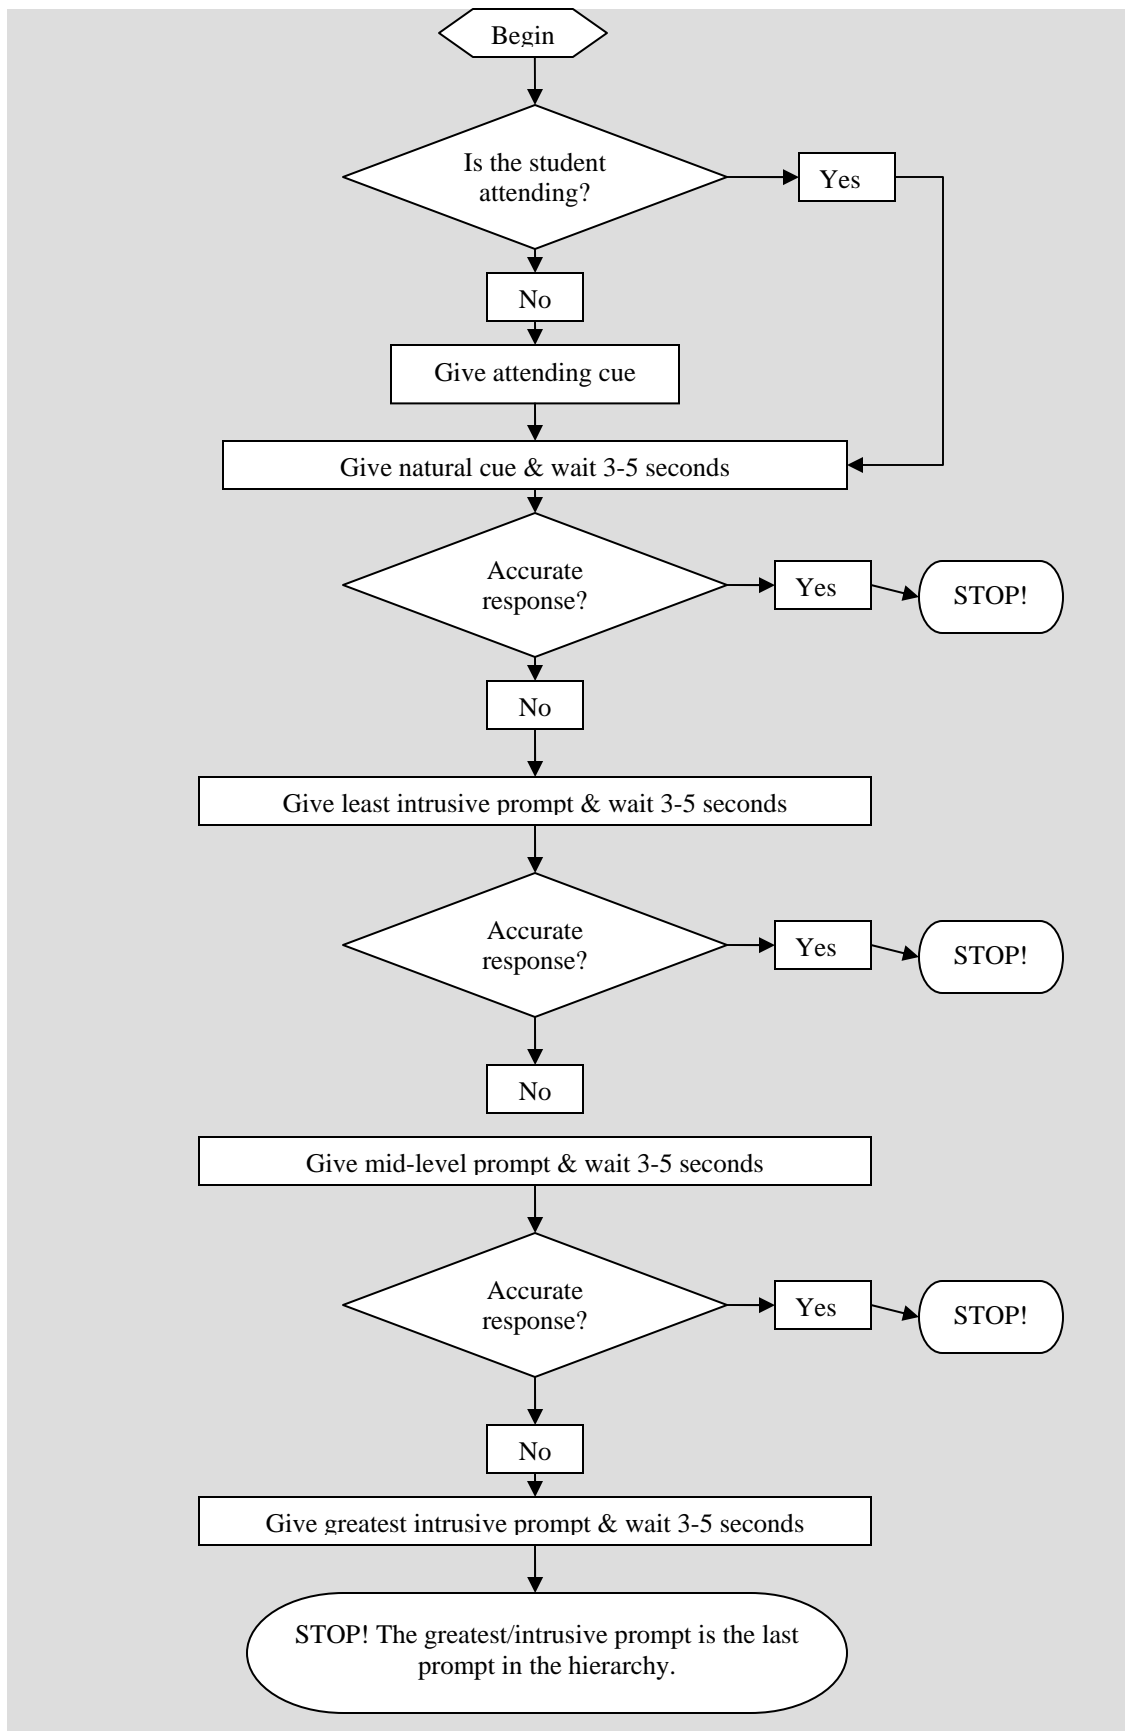 Begin
Is the student
attending?
Yes
No
Give attending cue
Give natural cue & wait 3-5 seconds
Accurate
response?
Yes
STOP!
No
Give least intrusive prompt & wait 3-5 seconds
Accurate
response?
Yes
STOP!
No
Give mid-level prompt & wait 3-5 seconds
Accurate
response?
Yes
STOP!
No
Give greatest intrusive prompt & wait 3-5 seconds
STOP! The greatest/intrusive prompt is the last
prompt in the hierarchy.